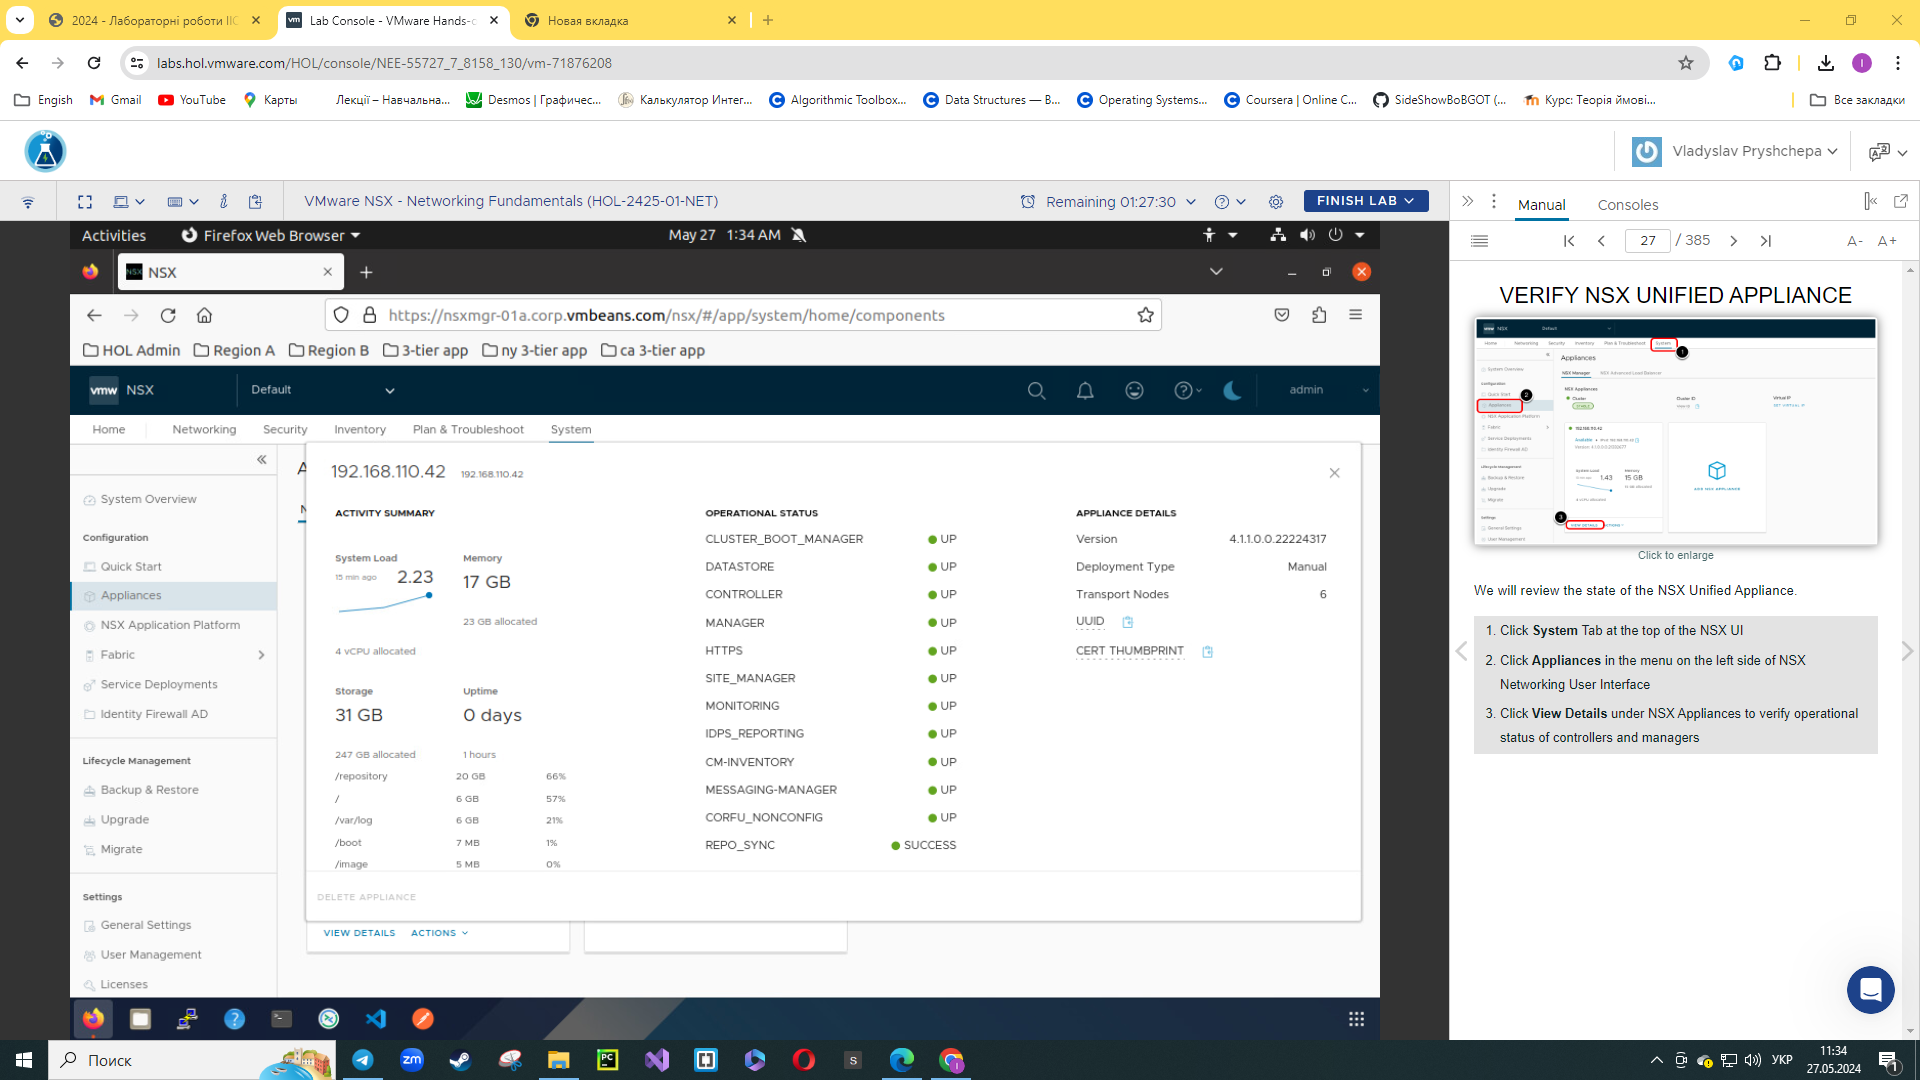 2024 - Лабораторні роботи ІІС
Lab Console - VMware Hands-o
Новая вкладка
labs.hol.vmware.com/HOL/console/NEE-55727_7_8158_130/vm-71876208
Engish
Gmail
YouTube
Карты
Лекції – Навчальна...
Desmos | Графичес...
Калькулятор Интег...
Algorithmic Toolbox...
Data Structures — В...
Operating Systems...
Coursera | Online C...
SideShowBoBGOT (...
Курс: Теорія ймові...
Все закладки
Vladyslav Pryshchepa
VMware NSX - Networking Fundamentals (HOL-2425-01-NET)
Remaining 01:27:30
FINISH LAB
Manual
Consoles
27 / 385
A-
A+
Activities
Firefox Web Browser
May 27 1:34 AM
NSX
https://nsxmgr-01a.corp.vmbeans.com/nsx/#/app/system/home/components
HOL Admin
Region A
Region B
3-tier app
ny 3-tier app
ca 3-tier app
vmw NSX
Default
admin
Home
Networking
Security
Inventory
Plan & Troubleshoot
System
System Overview
Configuration
Quick Start
Appliances
NSX Application Platform
Fabric
Service Deployments
Identity Firewall AD
Lifecycle Management
Backup & Restore
Upgrade
Migrate
Settings
General Settings
User Management
Licenses
192.168.110.42 192.168.110.42
ACTIVITY SUMMARY
System Load
15 min ago 2.23
Memory
17 GB
23 GB allocated
4 vCPU allocated
Storage
31 GB
247 GB allocated
Uptime
0 days
1 hours
/repository 20 GB 66%
/ 6 GB 57%
/var/log 6 GB 21%
/boot 7 MB 1%
/image 5 MB 0%
OPERATIONAL STATUS
CLUSTER_BOOT_MANAGER UP
DATASTORE UP
CONTROLLER UP
MANAGER UP
HTTPS UP
SITE_MANAGER UP
MONITORING UP
IDPS_REPORTING UP
CM-INVENTORY UP
MESSAGING-MANAGER UP
CORFU_NONCONFIG UP
REPO_SYNC SUCCESS
APPLIANCE DETAILS
Version 4.1.1.0.0.22224317
Deployment Type Manual
Transport Nodes 6
UUID
CERT THUMBPRINT
DELETE APPLIANCE
VIEW DETAILS ACTIONS
VERIFY NSX UNIFIED APPLIANCE
Click to enlarge
We will review the state of the NSX Unified Appliance.
1. Click System Tab at the top of the NSX UI
2. Click Appliances in the menu on the left side of NSX
Networking User Interface
3. Click View Details under NSX Appliances to verify operational
status of controllers and managers
Поиск
УКР
11:34
27.05.2024